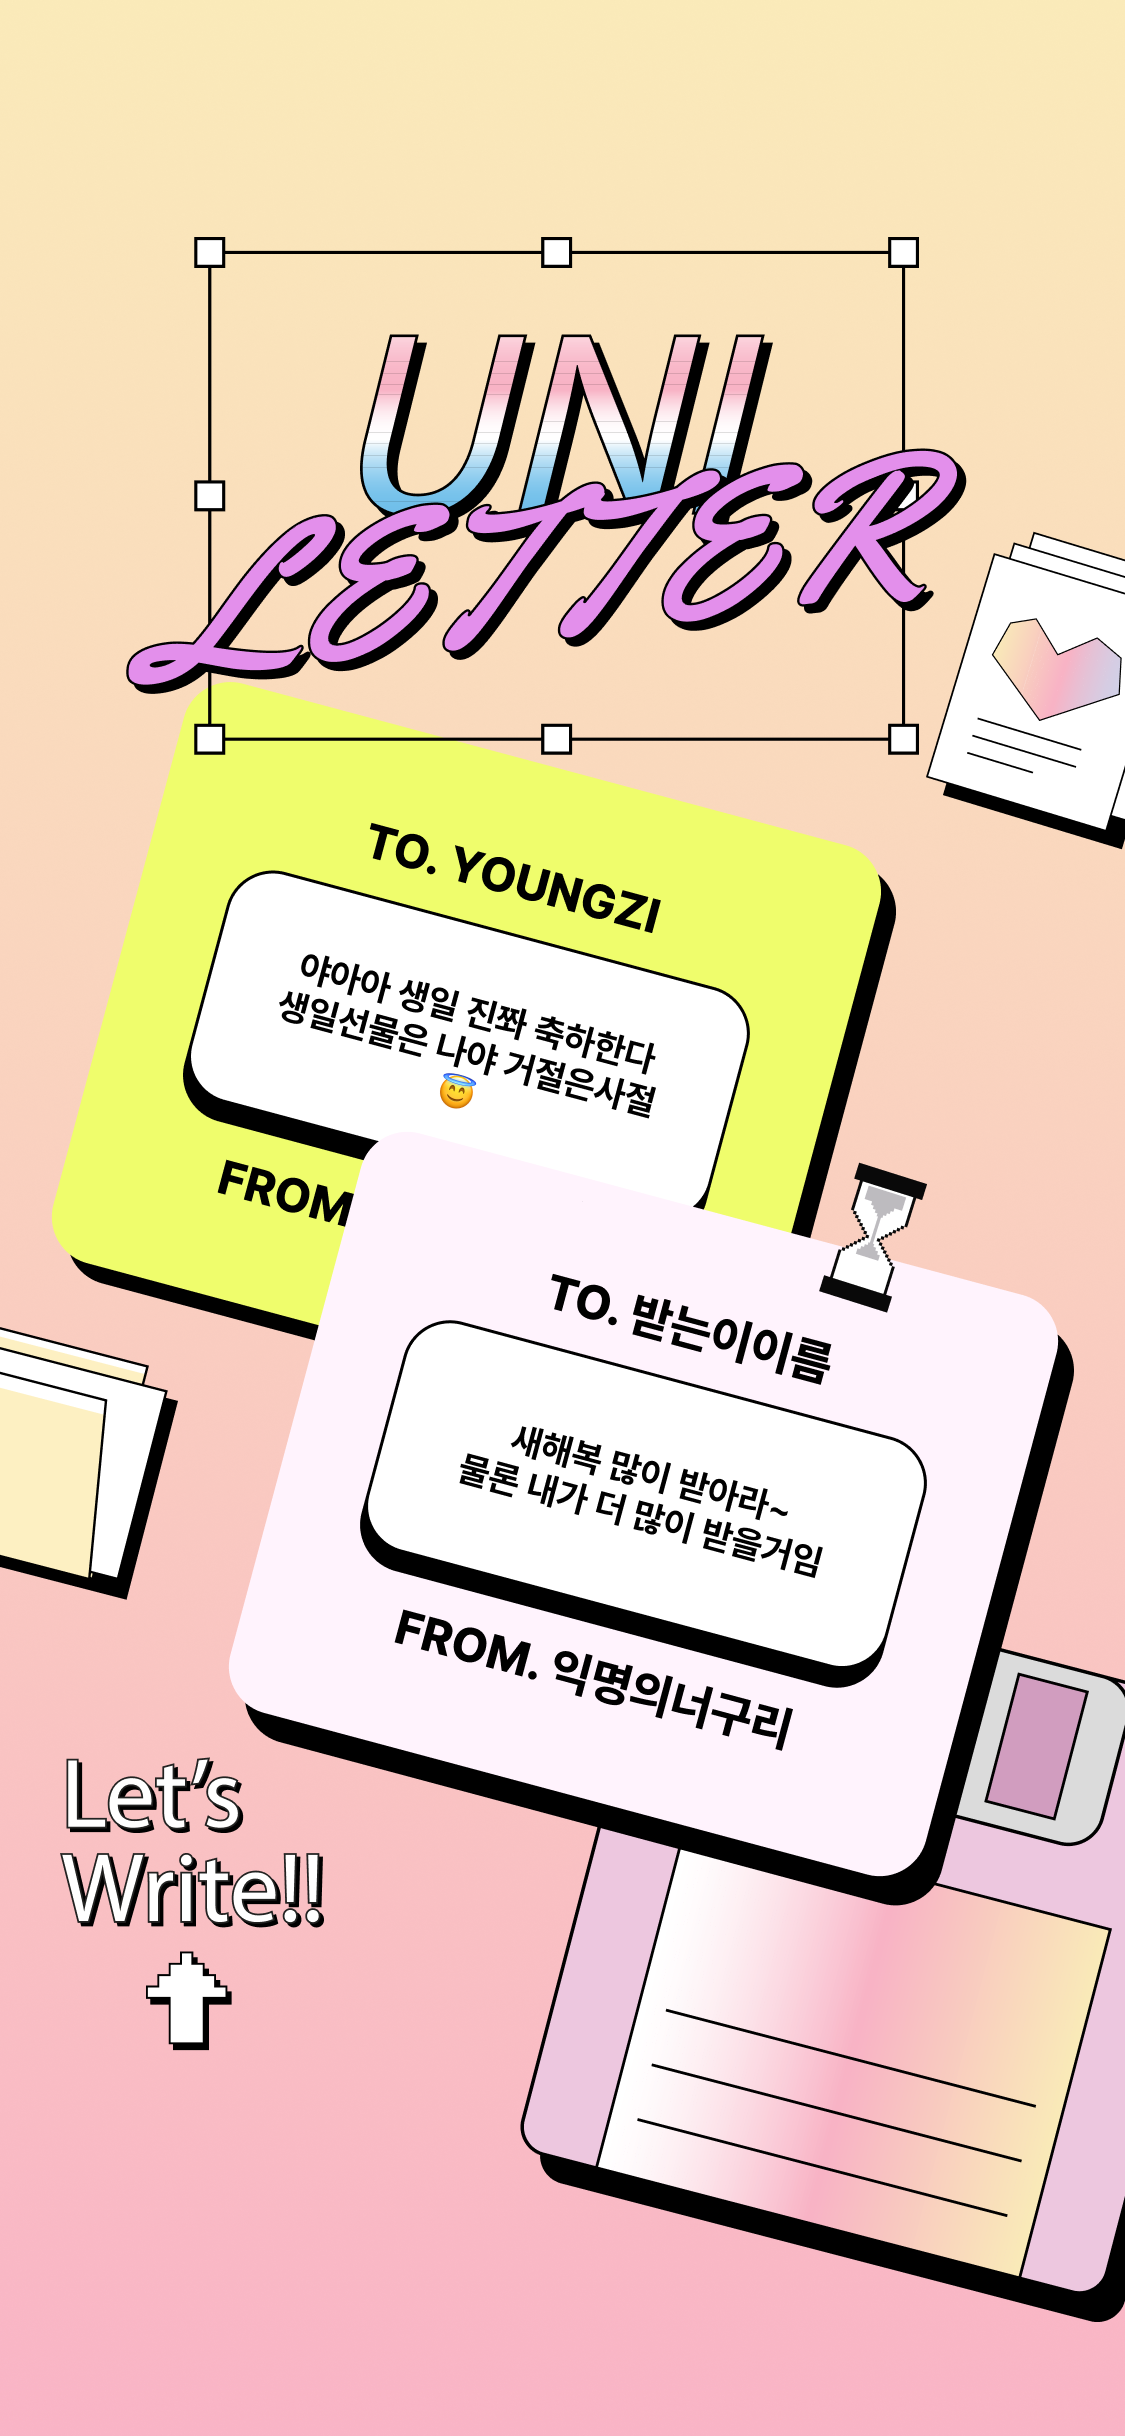 UNI
LETTER
TO. YOUNGZI
야아아 생일 진쫘 축하한다
생일선물은 나야 거절은사절
😇
FROM
TO. 받는이이름
새해복 많이 받아라~
물론 내가 더 많이 받을거임
FROM. 익명의너구리
Let's
Write!!